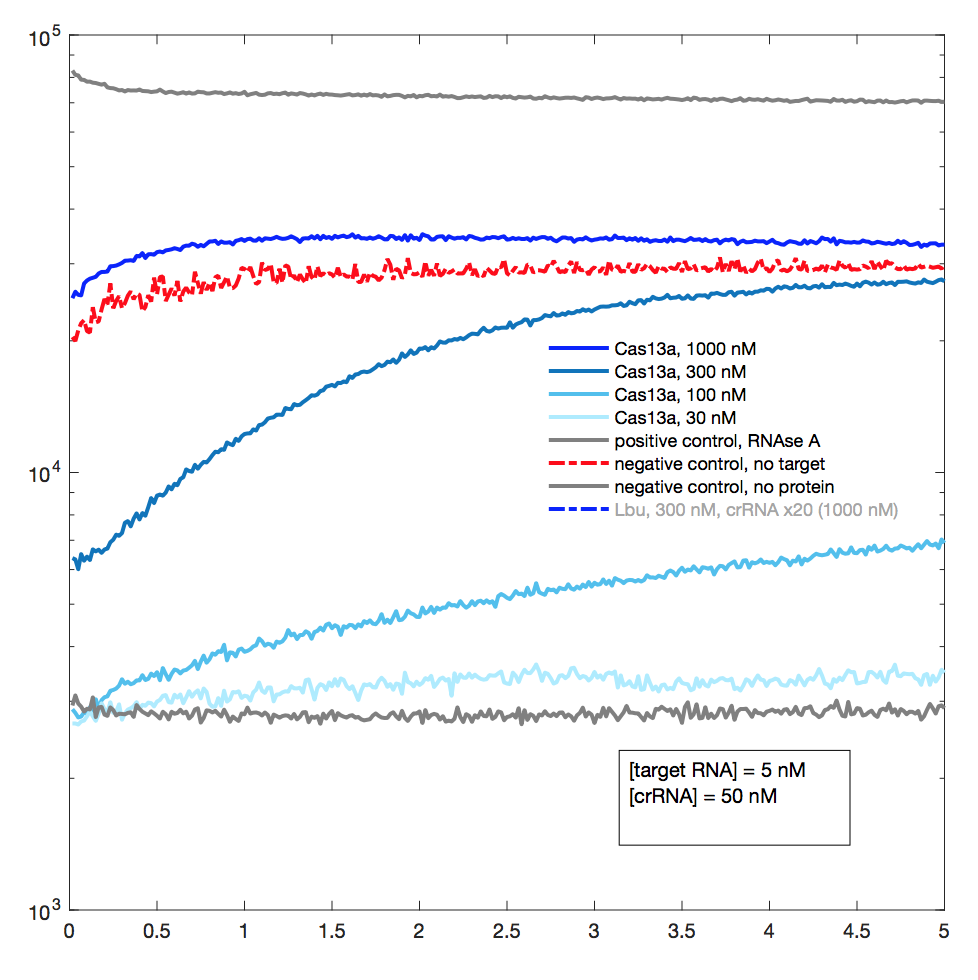 10^5
10^4
10^3
Cas13a, 1000 nM
Cas13a, 300 nM
Cas13a, 100 nM
Cas13a, 30 nM
positive control, RNAse A
negative control, no target
negative control, no protein
Lbu, 300 nM, crRNA x20 (1000 nM)
[target RNA] = 5 nM
[crRNA] = 50 nM
0 0.5 1 1.5 2 2.5 3 3.5 4 4.5 5